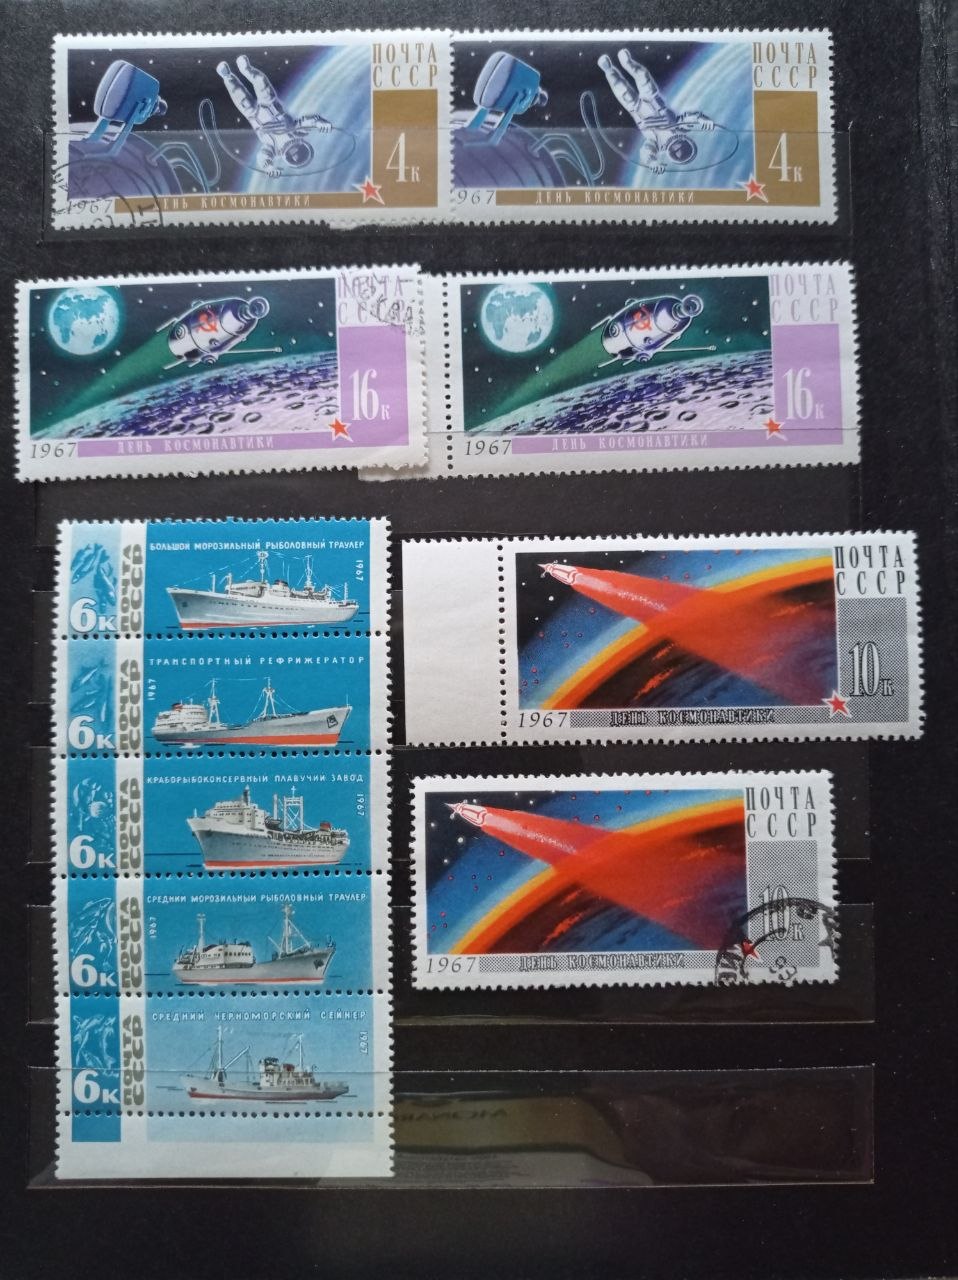 ПОЧТА
СССР
4к
1967
ДЕНЬ КОСМОНАВТИКИ
ПОЧТА
СССР
4к
967
ДЕНЬ КОСМОНАВТИКИ
ПОЧТА
СССР
16к
1967
ДЕНЬ КОСМОНАВТИКИ
ПОЧТА
СССР
16к
1967
ДЕНЬ КОСМОНАВТИКИ
БОЛЬШОЙ МОРОЗИЛЬНЫЙ РЫБОЛОВНЫЙ ТРАУЛЕР
1967
6к
ПОЧТА
СССР
ТРАНСПОРТНЫЙ РЕФРИЖЕРАТОР
1967
6к
ПОЧТА
СССР
КРАБОРЫБОКОНСЕРВНЫЙ ПЛАВУЧИЙ ЗАВОД
1967
6к
ПОЧТА
СССР
СРЕДНИЙ МОРОЗИЛЬНЫЙ РЫБОЛОВНЫЙ ТРАУЛЕР
1967
6к
ПОЧТА
СССР
СРЕДНИЙ ЧЕРНОМОРСКИЙ СЕЙНЕР
1967
6к
ПОЧТА
СССР
ПОЧТА
СССР
10к
1967
ДЕНЬ КОСМОНАВТИКИ
ПОЧТА
СССР
10к
1967
ДЕНЬ КОСМОНАВТИКИ